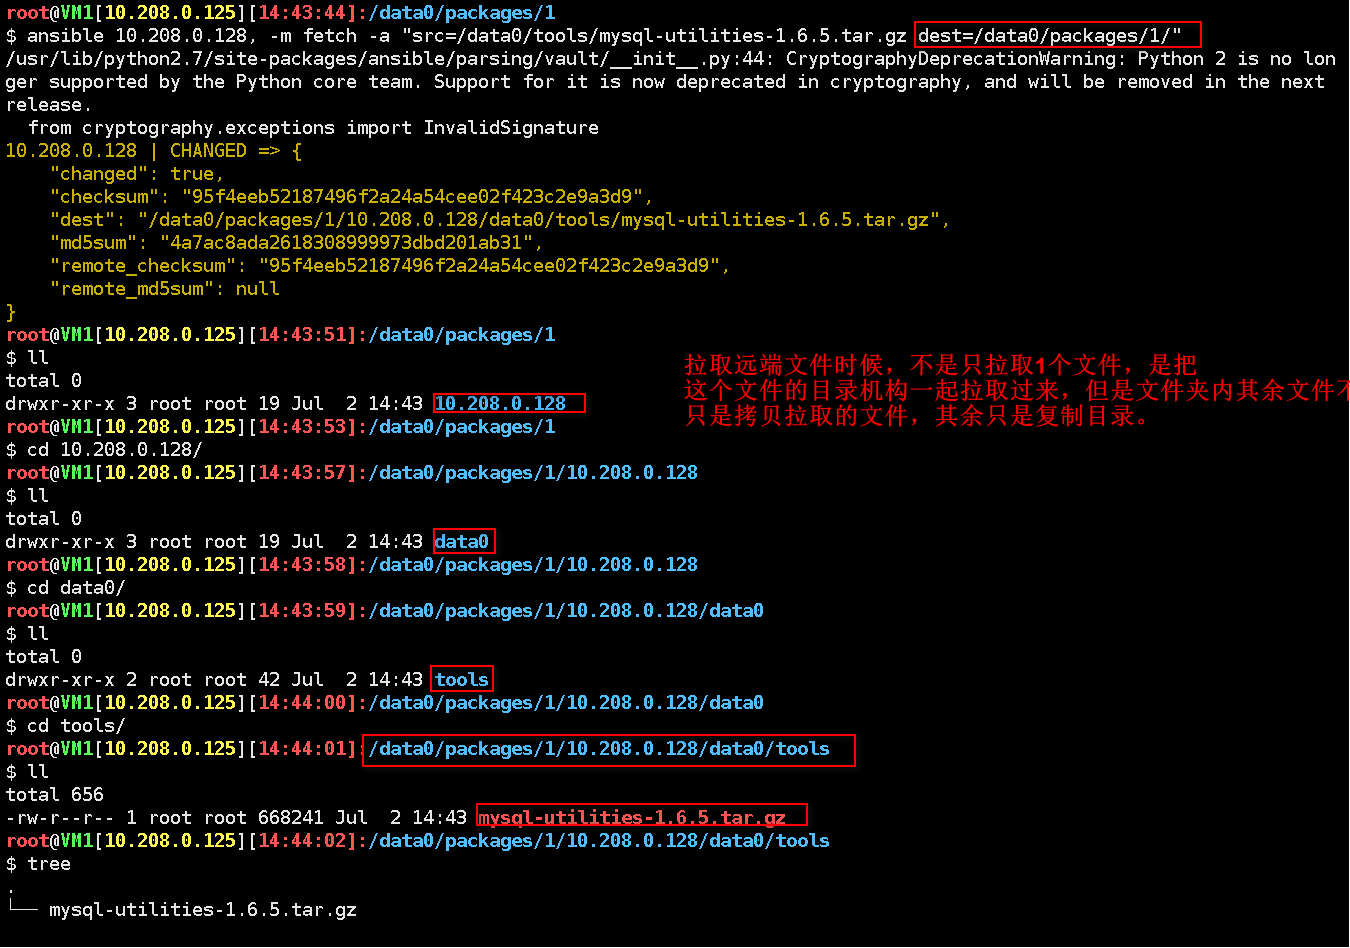 root@VM1[10.208.0.125][14:43:44]:/data0/packages/1
$ ansible 10.208.0.128, -m fetch -a "src=/data0/tools/mysql-utilities-1.6.5.tar.gz dest=/data0/packages/1/"
/usr/lib/python2.7/site-packages/ansible/parsing/vault/__init__.py:44: CryptographyDeprecationWarning: Python 2 is no lon
ger supported by the Python core team. Support for it is now deprecated in cryptography, and will be removed in the next
release.
  from cryptography.exceptions import InvalidSignature
10.208.0.128 | CHANGED => {
    "changed": true,
    "checksum": "95f4eeb52187496f2a24a54cee02f423c2e9a3d9",
    "dest": "/data0/packages/1/10.208.0.128/data0/tools/mysql-utilities-1.6.5.tar.gz",
    "md5sum": "4a7ac8ada2618308999973dbd201ab31",
    "remote_checksum": "95f4eeb52187496f2a24a54cee02f423c2e9a3d9",
    "remote_md5sum": null
}
root@VM1[10.208.0.125][14:43:51]:/data0/packages/1
$ ll
拉取远端文件时候，不是只拉取1个文件，是把
total 0
这个文件的目录机构一起拉取过来，但是文件夹内其余文件不
drwxr-xr-x 3 root root 19 Jul  2 14:43 10.208.0.128
只是拷贝拉取的文件，其余只是复制目录。
root@VM1[10.208.0.125][14:43:53]:/data0/packages/1
$ cd 10.208.0.128/
root@VM1[10.208.0.125][14:43:57]:/data0/packages/1/10.208.0.128
$ ll
total 0
drwxr-xr-x 3 root root 19 Jul  2 14:43 data0
root@VM1[10.208.0.125][14:43:58]:/data0/packages/1/10.208.0.128
$ cd data0/
root@VM1[10.208.0.125][14:43:59]:/data0/packages/1/10.208.0.128/data0
$ ll
total 0
drwxr-xr-x 2 root root 42 Jul  2 14:43 tools
root@VM1[10.208.0.125][14:44:00]:/data0/packages/1/10.208.0.128/data0
$ cd tools/
root@VM1[10.208.0.125][14:44:01]:/data0/packages/1/10.208.0.128/data0/tools
$ ll
total 656
-rw-r--r-- 1 root root 668241 Jul  2 14:43 mysql-utilities-1.6.5.tar.gz
root@VM1[10.208.0.125][14:44:02]:/data0/packages/1/10.208.0.128/data0/tools
$ tree
.
└── mysql-utilities-1.6.5.tar.gz